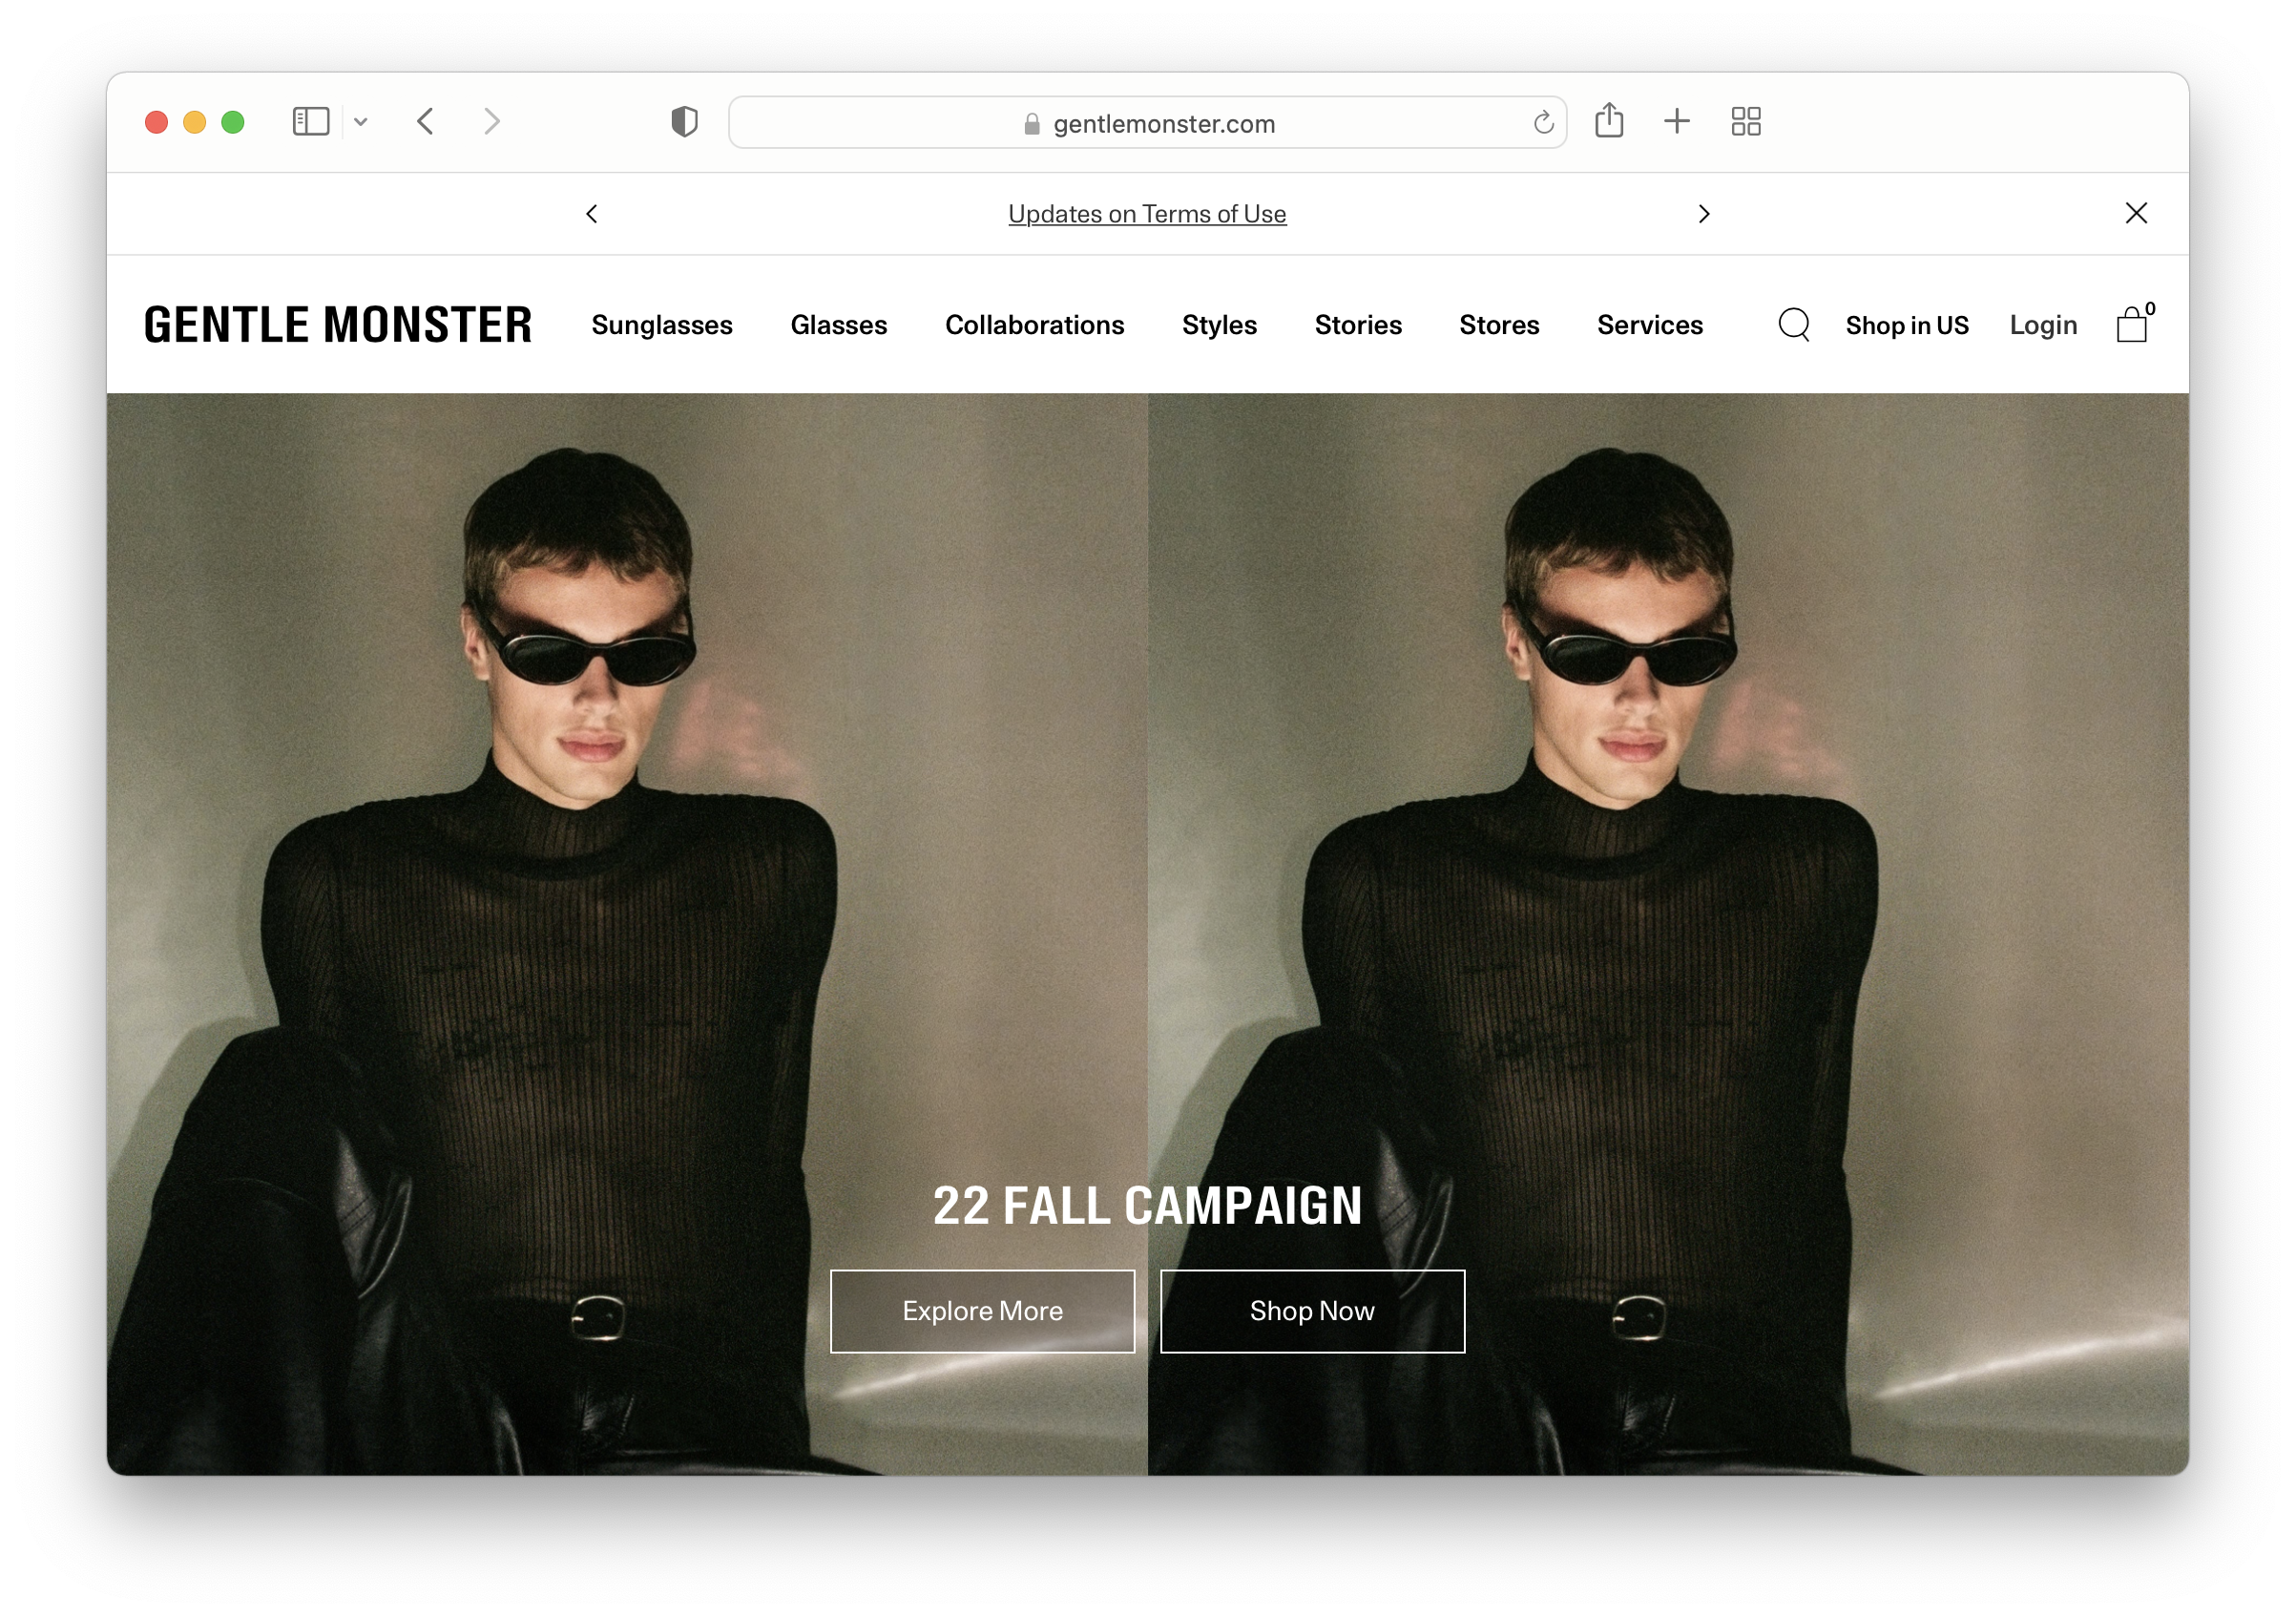 gentlemonster.com
Updates on Terms of Use
GENTLE MONSTER Sunglasses Glasses Collaborations Styles Stories Stores Services Shop in US Login 0
22 FALL CAMPAIGN
Explore More Shop Now